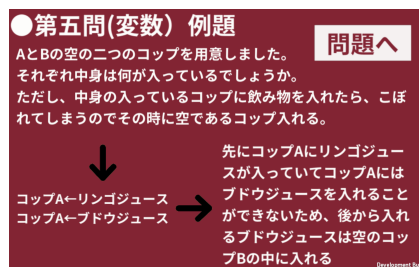 ●第五問(変数）例題
問題へ
AとBの空の二つのコップを用意しました。
それぞれ中身は何が入っているでしょうか。
ただし、中身の入っているコップに飲み物を入れたら、こぼ
れてしまうのでその時に空であるコップ入れる。
コップA←リンゴジュース
コップA←ブドウジュース
先にコップAにリンゴジュー
スが入っていてコップAには
ブドウジュースを入れること
ができないため、後から入れ
るブドウジュースは空のコッ
プBの中に入れる